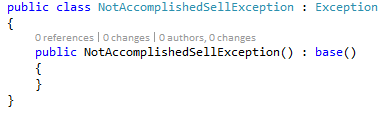 public class NotAccomplishedSellException : Exception
{
0 references | 0 changes | 0 authors, 0 changes
public NotAccomplishedSellException() : base()
{
}
}